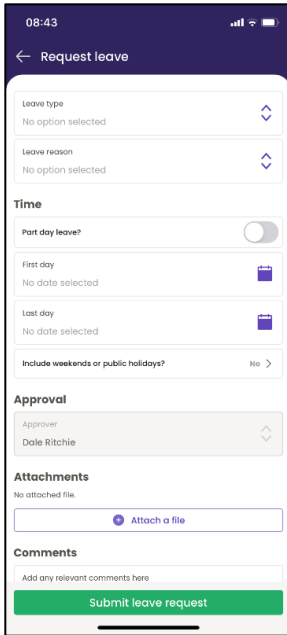 08:43
Request leave
Leave type
No option selected
Leave reason
No option selected
Time
Part day leave?
First day
No date selected
Last day
No date selected
Include weekends or public holidays? No
Approval
Approver
Dale Ritchie
Attachments
No attached file.
Attach a file
Comments
Add any relevant comments here
Submit leave request